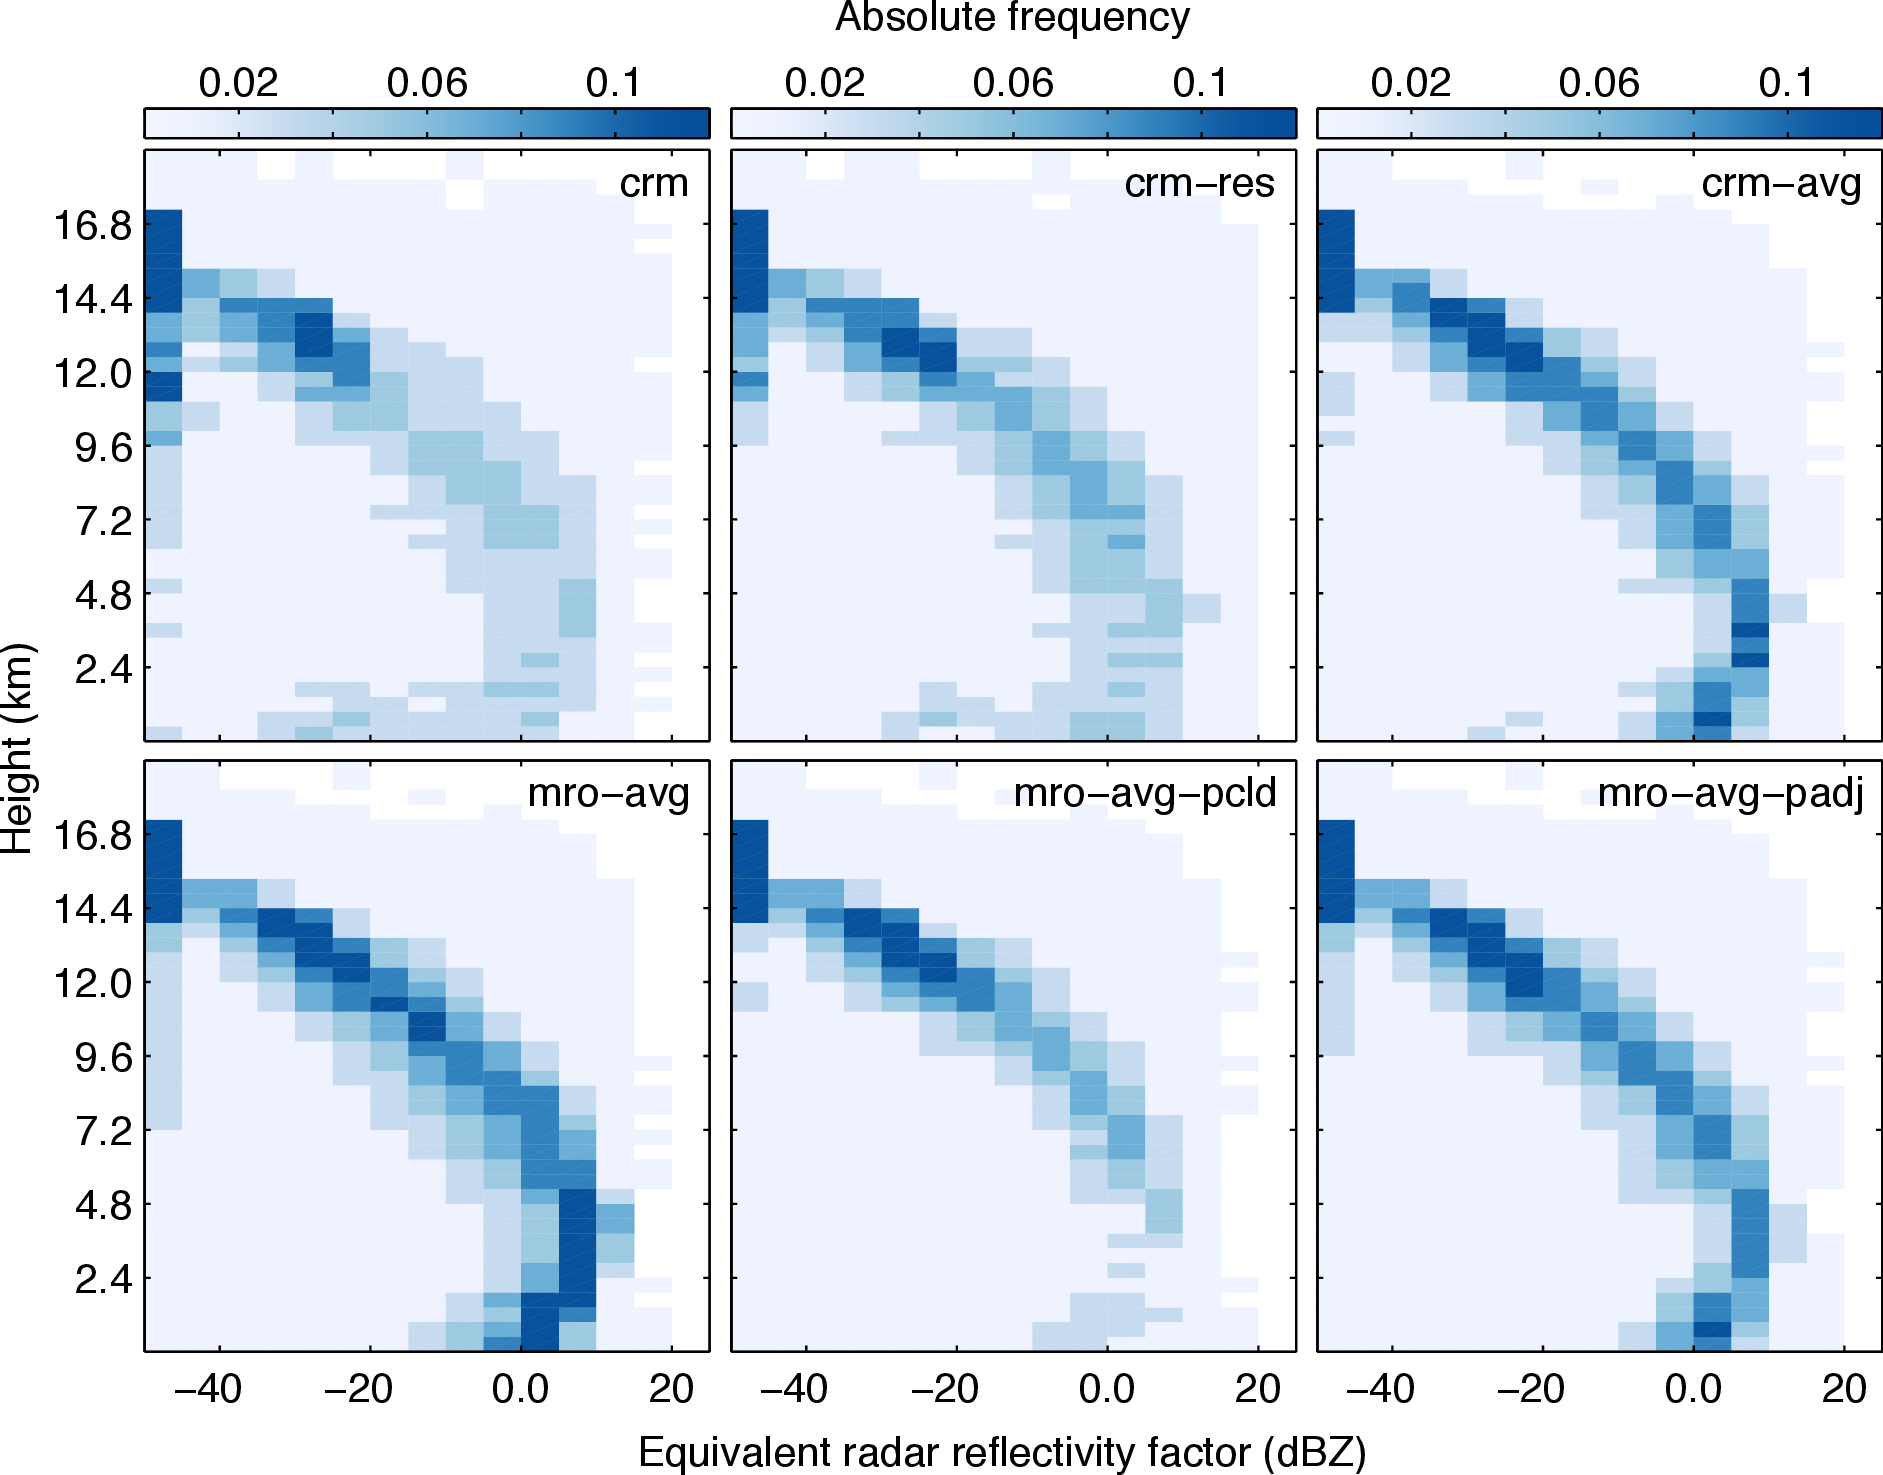 Absolute frequency
0.02 0.06 0.1 0.02 0.06 0.1 0.02 0.06 0.1
crm crm−res crm−avg
16.8
14.4
12.0
9.6
7.2
4.8
2.4
Height (km)
mro−avg mro−avg−pcld mro−avg−padj
16.8
14.4
12.0
9.6
7.2
4.8
2.4
−40 −20 0.0 20 −40 −20 0.0 20 −40 −20 0.0 20
Equivalent radar reflectivity factor (dBZ)